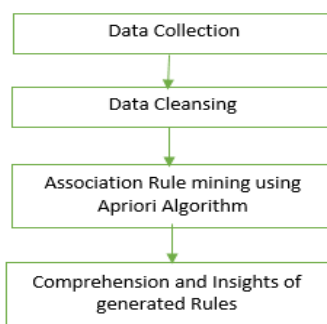 Data Collection
Data Cleansing
Association Rule mining using
Apriori Algorithm
Comprehension and Insights of
generated Rules